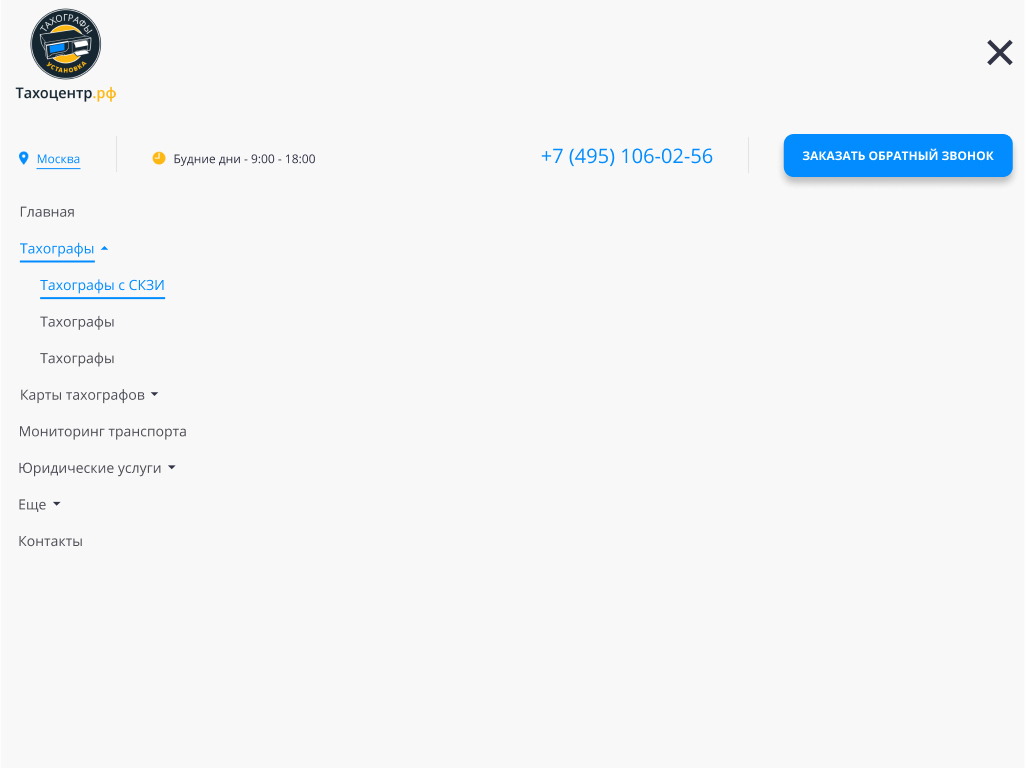 ТАХОГРАФЫ
УСТАНОВКА
Тахоцентр.рф
Москва
Будние дни - 9:00 - 18:00
+7 (495) 106-02-56
ЗАКАЗАТЬ ОБРАТНЫЙ ЗВОНОК
Главная
Тахографы
Тахографы с СКЗИ
Тахографы
Тахографы
Карты тахографов
Мониторинг транспорта
Юридические услуги
Еще
Контакты